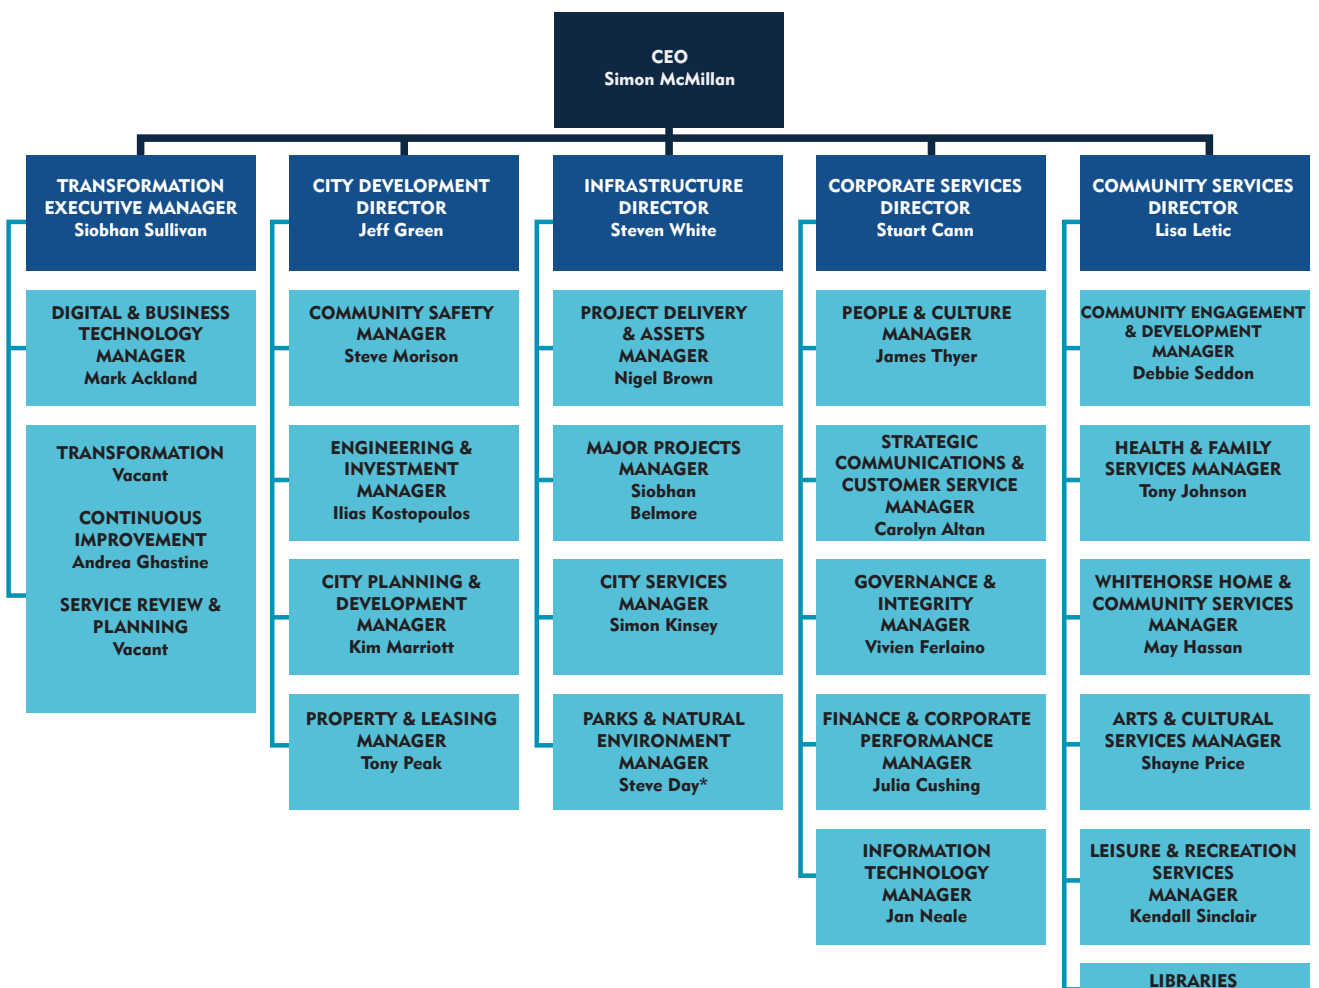 CEO
Simon McMillan
TRANSFORMATION
EXECUTIVE MANAGER
Siobhan Sullivan
DIGITAL & BUSINESS
TECHNOLOGY
MANAGER
Mark Ackland
TRANSFORMATION
Vacant
CONTINUOUS
IMPROVEMENT
Andrea Ghastine
SERVICE REVIEW &
PLANNING
Vacant
CITY DEVELOPMENT
DIRECTOR
Jeff Green
COMMUNITY SAFETY
MANAGER
Steve Morison
ENGINEERING &
INVESTMENT
MANAGER
Ilias Kostopoulos
CITY PLANNING &
DEVELOPMENT
MANAGER
Kim Marriott
PROPERTY & LEASING
MANAGER
Tony Peak
INFRASTRUCTURE
DIRECTOR
Steven White
PROJECT DELIVERY
& ASSETS
MANAGER
Nigel Brown
MAJOR PROJECTS
MANAGER
Siobhan
Belmore
CITY SERVICES
MANAGER
Simon Kinsey
PARKS & NATURAL
ENVIRONMENT
MANAGER
Steve Day*
CORPORATE SERVICES
DIRECTOR
Stuart Cann
PEOPLE & CULTURE
MANAGER
James Thyer
STRATEGIC
COMMUNICATIONS &
CUSTOMER SERVICE
MANAGER
Carolyn Altan
GOVERNANCE &
INTEGRITY
MANAGER
Vivien Ferlaino
FINANCE & CORPORATE
PERFORMANCE
MANAGER
Julia Cushing
INFORMATION
TECHNOLOGY
MANAGER
Jan Neale
COMMUNITY SERVICES
DIRECTOR
Lisa Letic
COMMUNITY ENGAGEMENT
& DEVELOPMENT
MANAGER
Debbie Seddon
HEALTH & FAMILY
SERVICES MANAGER
Tony Johnson
WHITEHORSE HOME &
COMMUNITY SERVICES
MANAGER
May Hassan
ARTS & CULTURAL
SERVICES MANAGER
Shayne Price
LEISURE & RECREATION
SERVICES
MANAGER
Kendall Sinclair
LIBRARIES